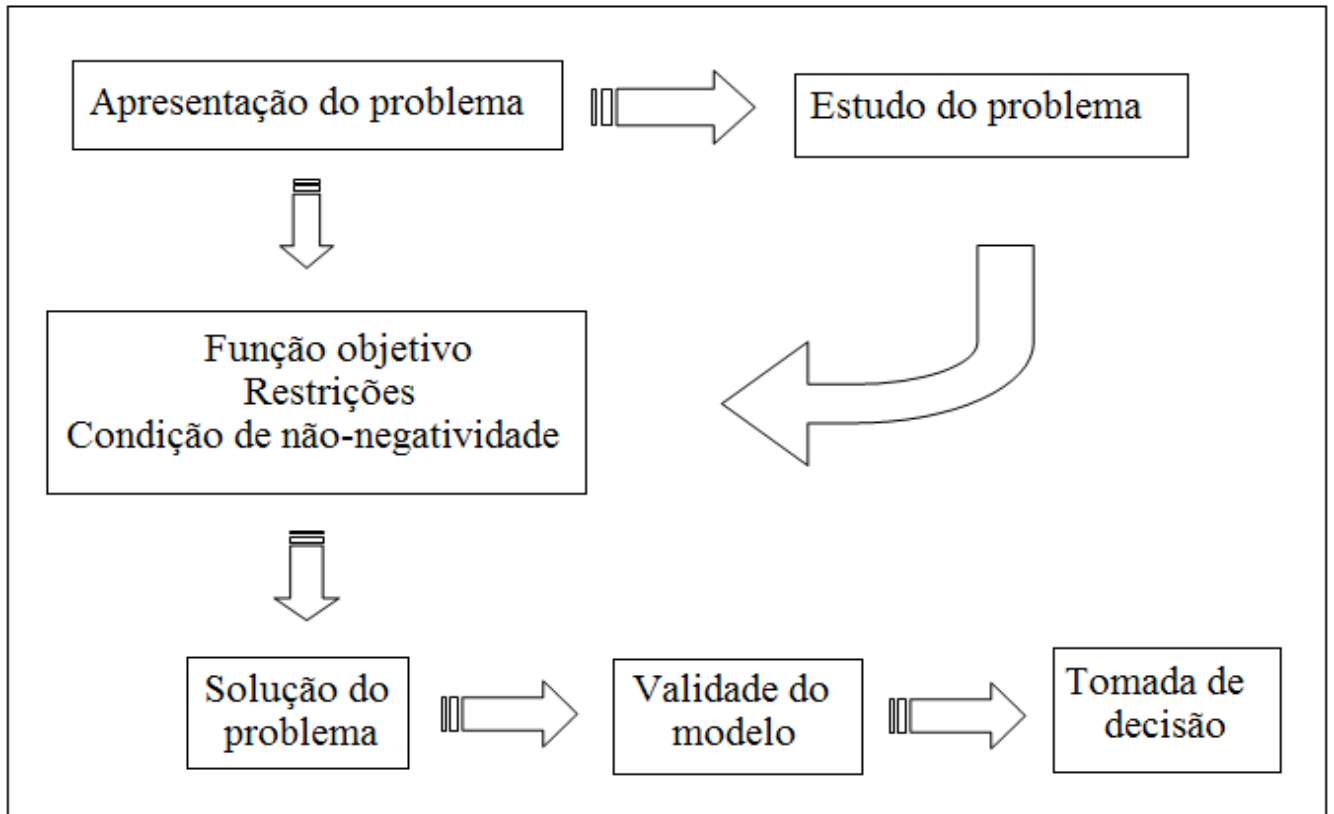 Apresentação do problema
Estudo do problema
Função objetivo
Restrições
Condição de não-negatividade
Solução do
problema
Validade do
modelo
Tomada de
decisão